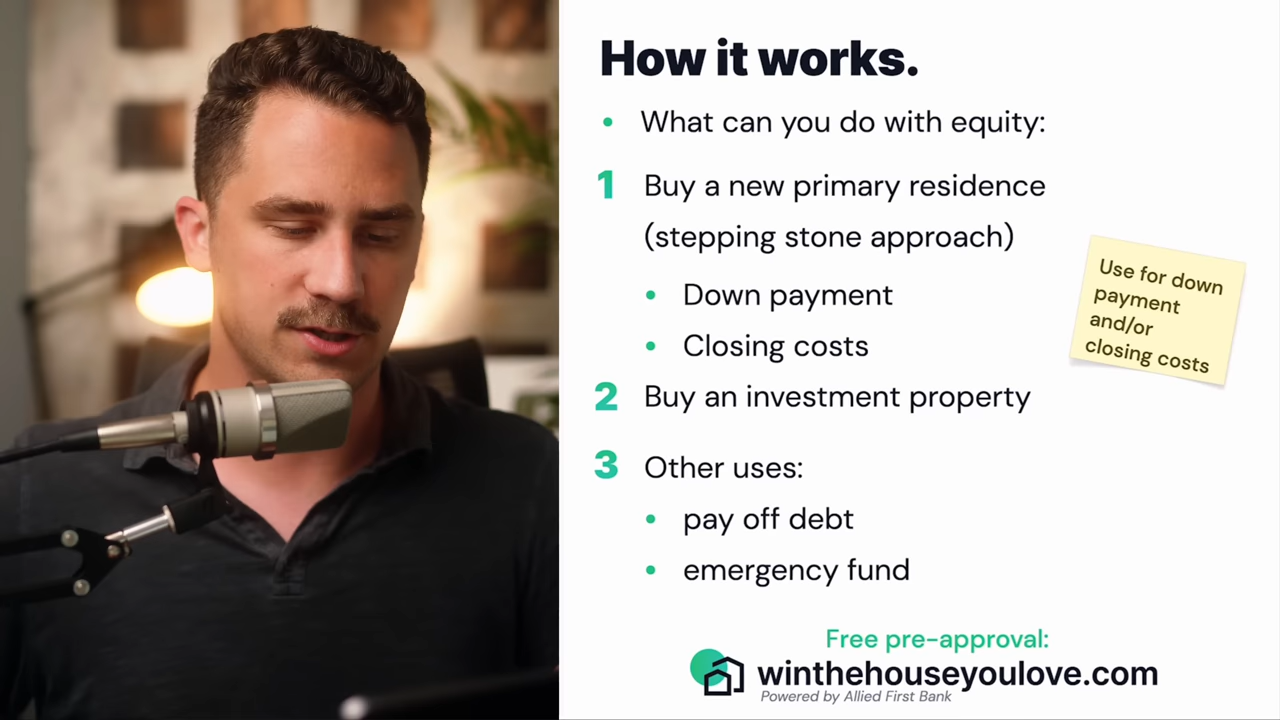 How it works.
• What can you do with equity:
1 Buy a new primary residence
(stepping stone approach)
• Down payment
• Closing costs
2 Buy an investment property
3 Other uses:
• pay off debt
• emergency fund
Use for down
payment
and/or
closing costs
Free pre-approval:
winthehouseyoulove.com
Powered by Allied First Bank